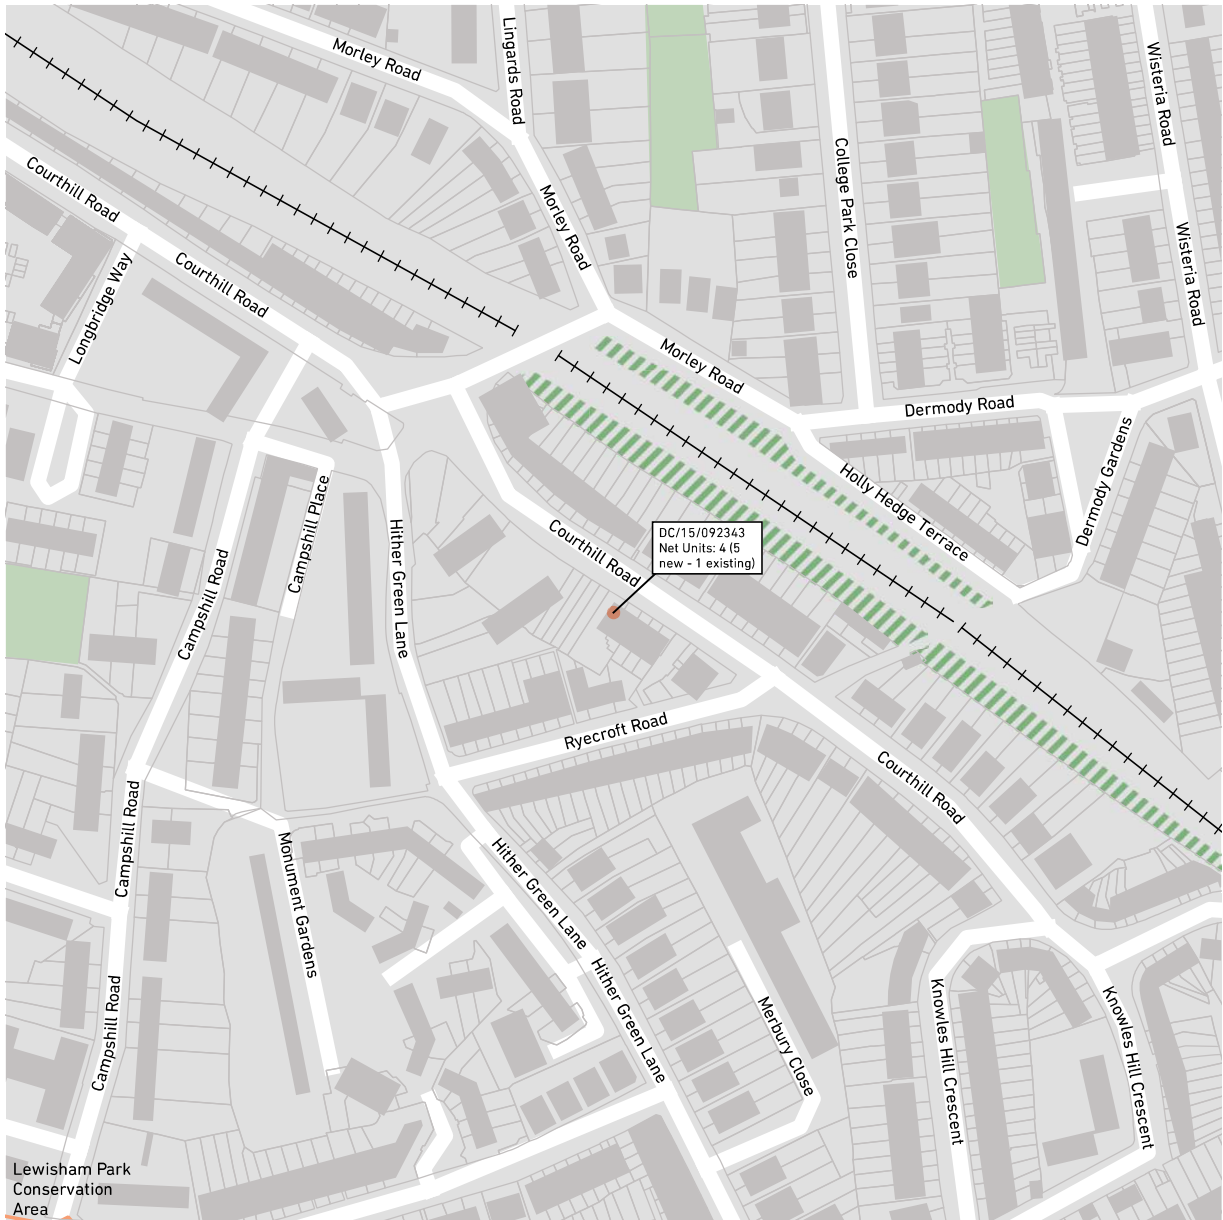 Morley Road
Lingards Road
Wisteria Road
College Park Close
Courthill Road
Morley Road
Wisteria Road
Longbridge Way
Courthill Road
Morley Road
Dermody Road
Dermody Gardens
Holly Hedge Terrace
Campshill Place
Hither Green Lane
Courthill Road
DC/15/092343
Net Units: 4 (5
new - 1 existing)
Campshill Road
Ryecroft Road
Courthill Road
Campshill Road
Monument Gardens
Hither Green Lane
Hither Green Lane
Campshill Road
Merbury Close
Knowles Hill Crescent
Knowles Hill Crescent
Lewisham Park
Conservation
Area